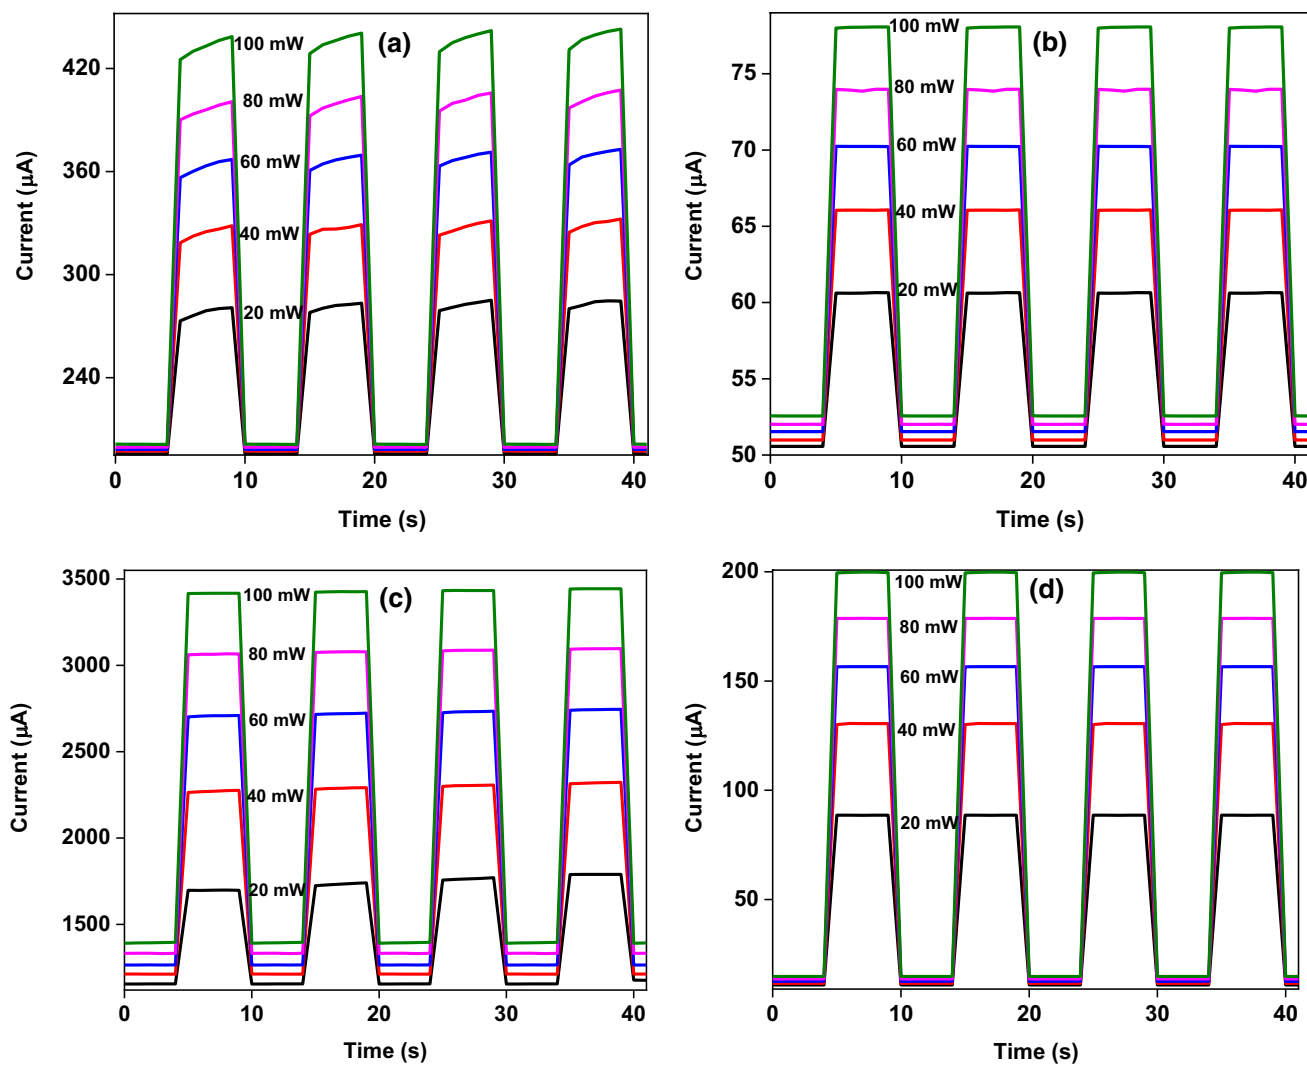 (a)
100 mW
80 mW
60 mW
40 mW
20 mW
420
360
300
240
0 10 20 30 40
Current (μA)
Time (s)
(b)
100 mW
80 mW
60 mW
40 mW
20 mW
75
70
65
60
55
50
0 10 20 30 40
Current (μA)
Time (s)
(c)
100 mW
80 mW
60 mW
40 mW
20 mW
3500
3000
2500
2000
1500
0 10 20 30 40
Current (μA)
Time (s)
(d)
100 mW
80 mW
60 mW
40 mW
20 mW
200
150
100
50
0 10 20 30 40
Current (μA)
Time (s)